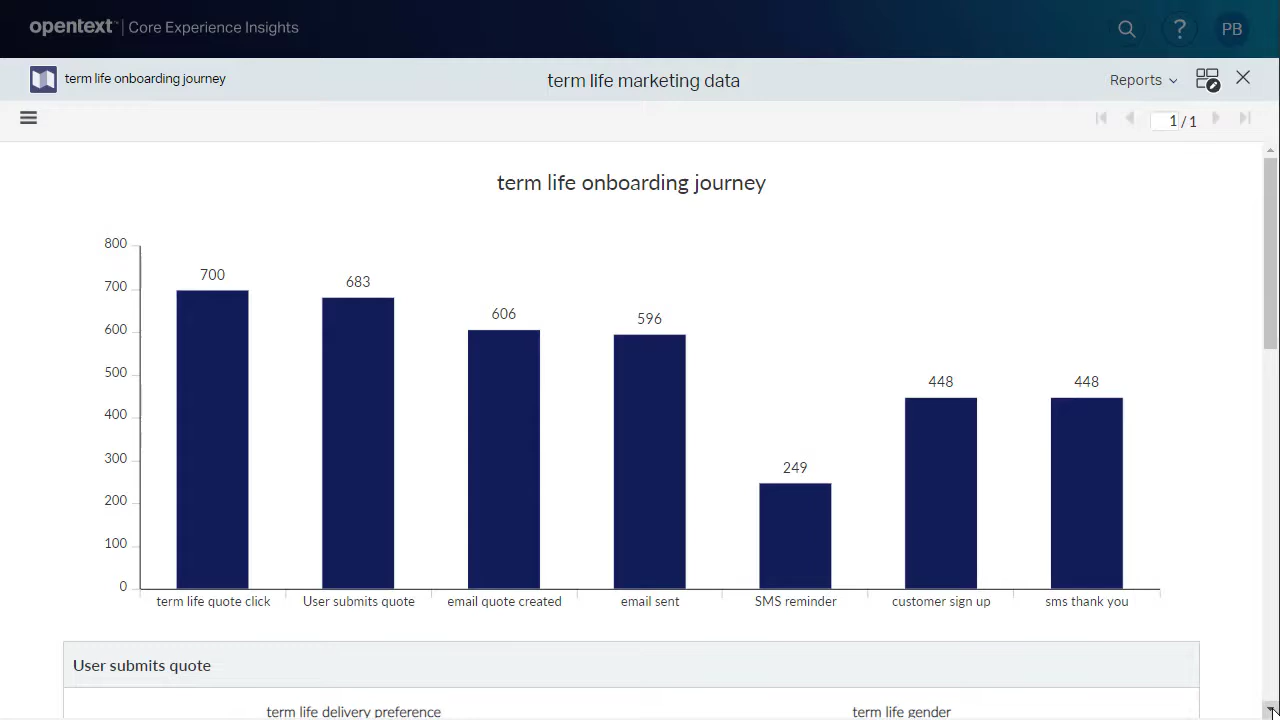 opentext™ | Core Experience Insights
?
PB
term life onboarding journey
term life marketing data
Reports
1 / 1
term life onboarding journey
800
700
600
500
400
300
200
100
0
700
683
606
596
249
448
448
term life quote click
User submits quote
email quote created
email sent
SMS reminder
customer sign up
sms thank you
User submits quote
term life delivery preference
term life gender